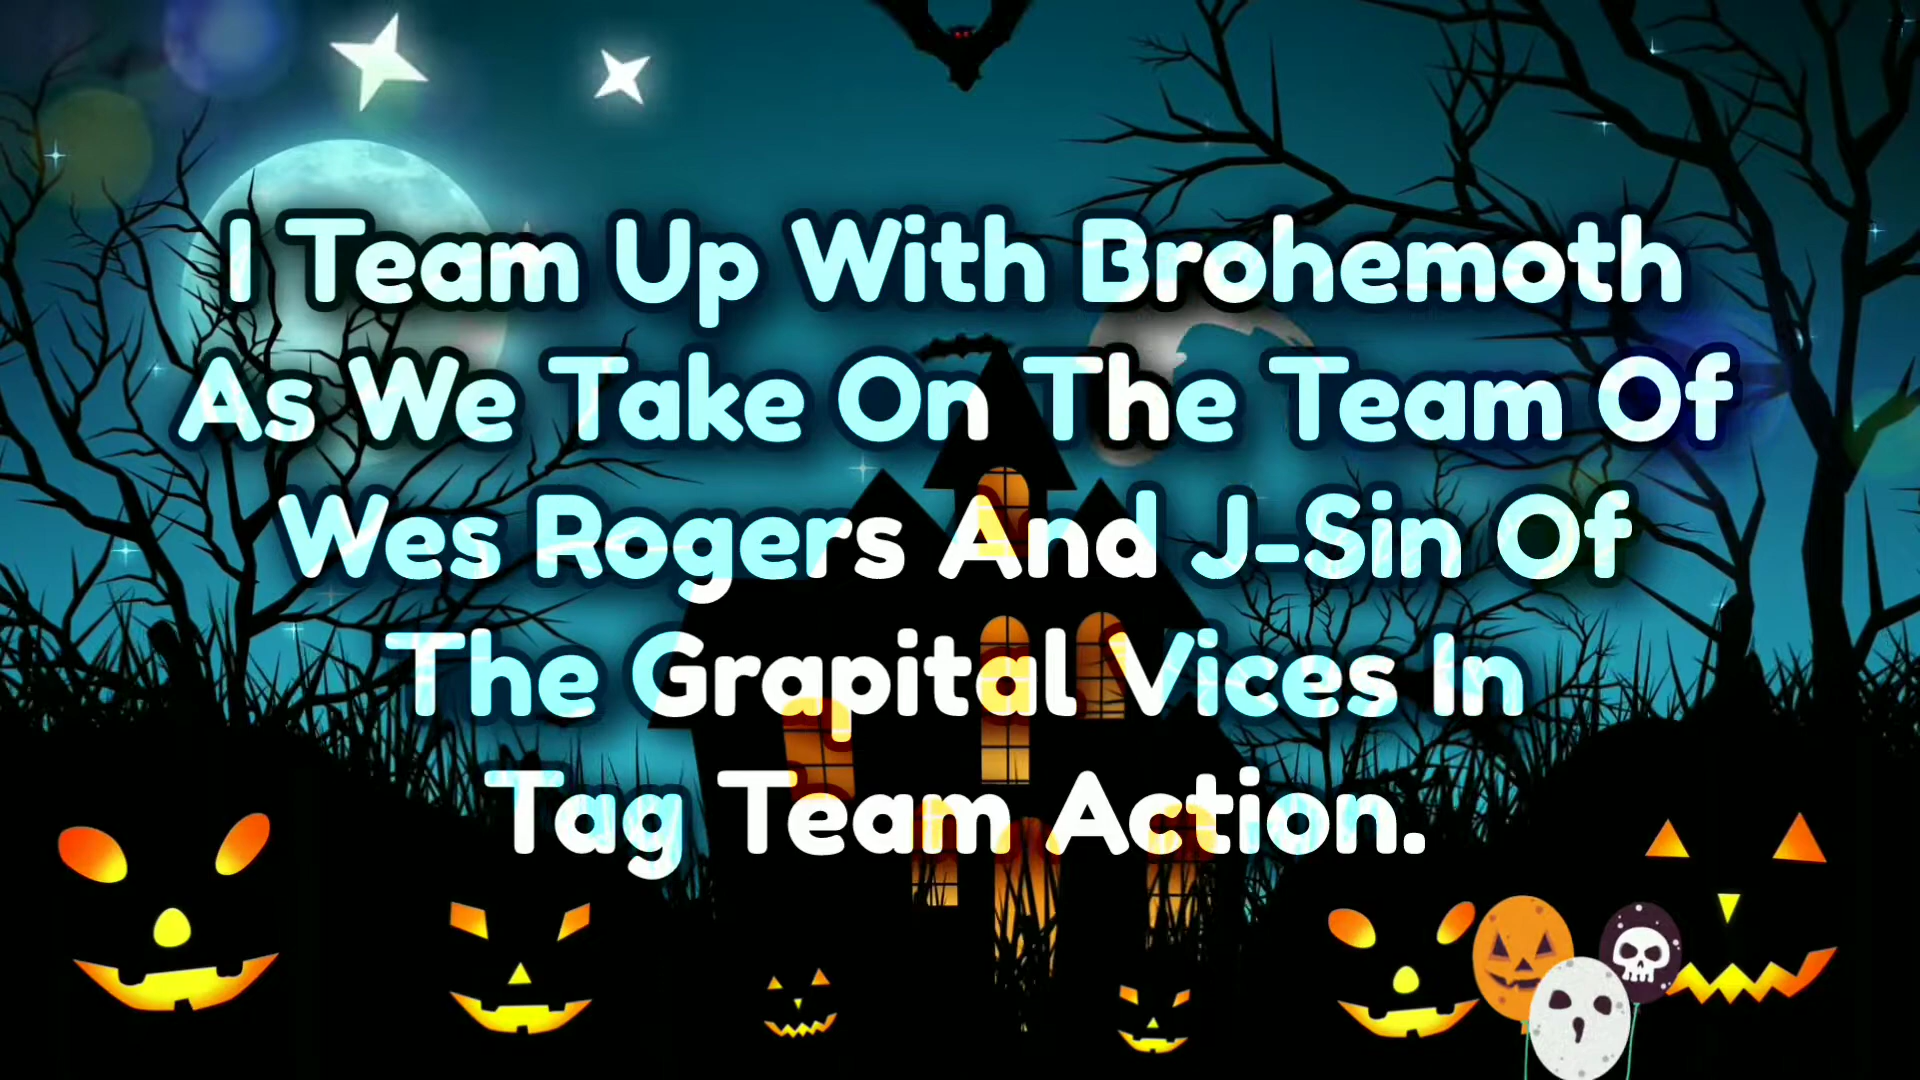 I Team Up With Brohemoth
As We Take On The Team Of
Wes Rogers And J-Sin Of
The Grapital Vices In
Tag Team Action.